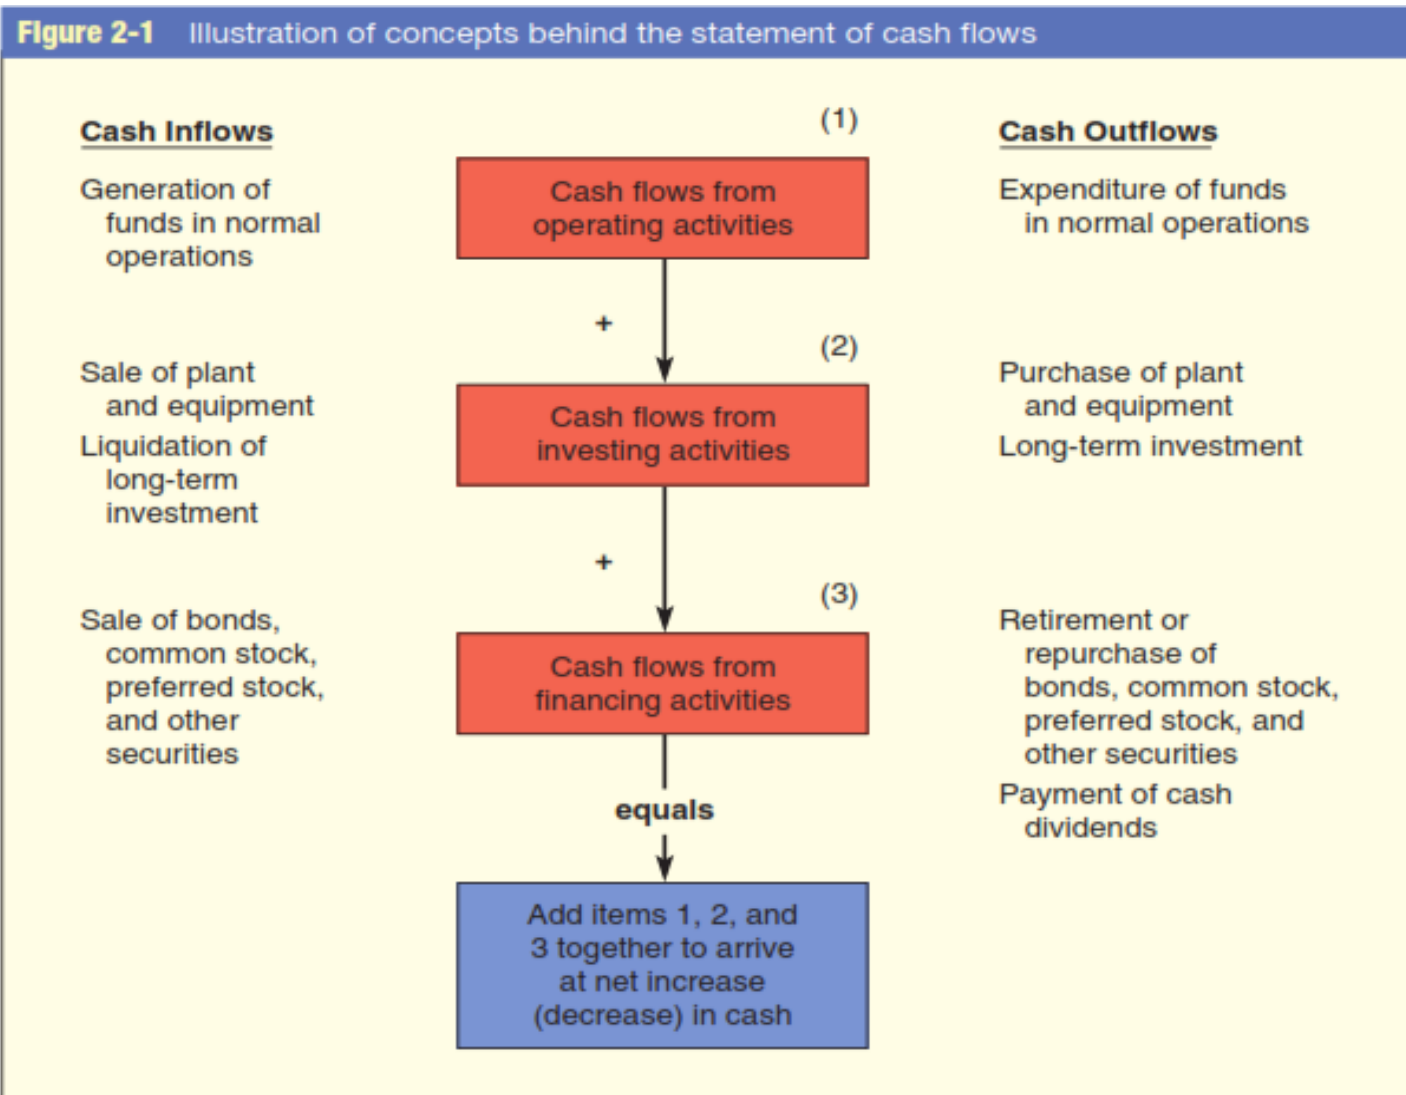 Figure 2-1 Illustration of concepts behind the statement of cash flows
Cash Inflows
(1)
Cash Outflows
Generation of
funds in normal
operations
Cash flows from
operating activities
Expenditure of funds
in normal operations
+
(2)
Sale of plant
and equipment
Liquidation of
long-term
investment
Cash flows from
investing activities
Purchase of plant
and equipment
Long-term investment
+
(3)
Sale of bonds,
common stock,
preferred stock,
and other
securities
Cash flows from
financing activities
Retirement or
repurchase of
bonds, common stock,
preferred stock, and
other securities
Payment of cash
dividends
equals
Add items 1, 2, and
3 together to arrive
at net increase
(decrease) in cash